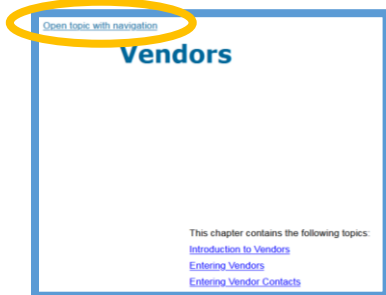 Open topic with navigation
Vendors
This chapter contains the following topics:
Introduction to Vendors
Entering Vendors
Entering Vendor Contacts